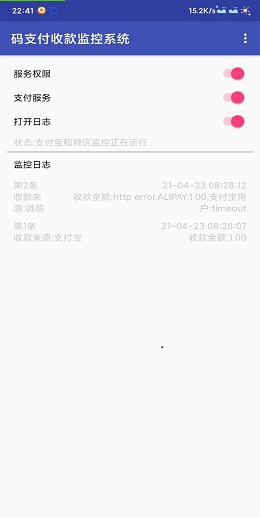 22:41 15.2K/s
码支付收款监控系统
服务权限
支付服务
打开日志
状态:支付宝和微信监控正在运行
监控日志
第2条 21-04-23 08:28:12
收款来 收款金额:http error,ALIPAY,1.00,支付宝用
源:微信 户:timeout
第1条 21-04-23 08:28:07
收款来源:支付宝 收款金额:1.00